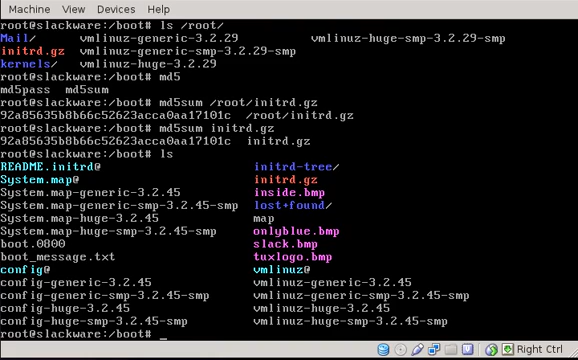 Machine View Devices Help
root@slackware:/boot# ls /root/
Mail/ vmlinuz-generic-3.2.29 vmlinuz-huge-smp-3.2.29-smp
initrd.gz vmlinuz-generic-smp-3.2.29-smp
kernels/ vmlinuz-huge-3.2.29
root@slackware:/boot# md5
md5pass md5sum
root@slackware:/boot# md5sum /root/initrd.gz
92a85635b8b66c52623acca0aa17101c /root/initrd.gz
root@slackware:/boot# md5sum initrd.gz
92a85635b8b66c52623acca0aa17101c initrd.gz
root@slackware:/boot# ls
README.initrd@ initrd-tree/
System.map@ initrd.gz
System.map-generic-3.2.45 inside.bmp
System.map-generic-smp-3.2.45-smp lost+found/
System.map-huge-3.2.45 map
System.map-huge-smp-3.2.45-smp onlyblue.bmp
boot.0800 slack.bmp
boot_message.txt tuxlogo.bmp
config@ vmlinuz@
config-generic-3.2.45 vmlinuz-generic-3.2.45
config-generic-smp-3.2.45-smp vmlinuz-generic-smp-3.2.45-smp
config-huge-3.2.45 vmlinuz-huge-3.2.45
config-huge-smp-3.2.45-smp vmlinuz-huge-smp-3.2.45-smp
root@slackware:/boot# _
Right Ctrl